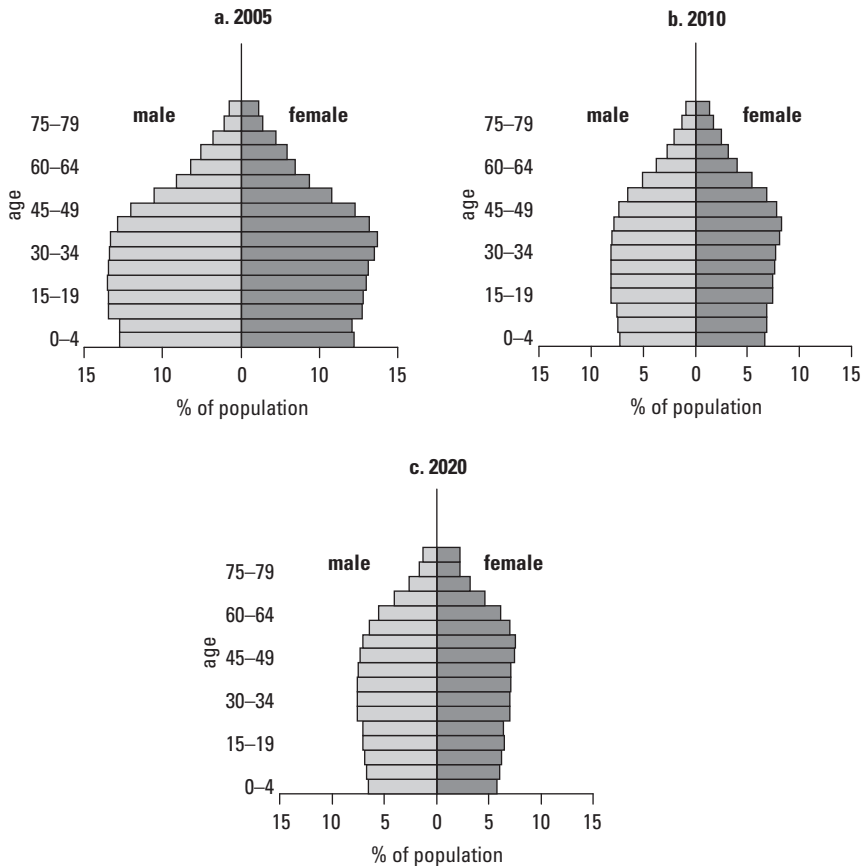 a. 2005
male female
75–79
60–64
45–49
30–34
15–19
0–4
age
15 10 0 10 15
% of population
b. 2010
male female
75–79
60–64
45–49
30–34
15–19
0–4
age
15 10 5 0 5 10 15
% of population
c. 2020
male female
75–79
60–64
45–49
30–34
15–19
0–4
age
15 10 5 0 5 10 15
% of population